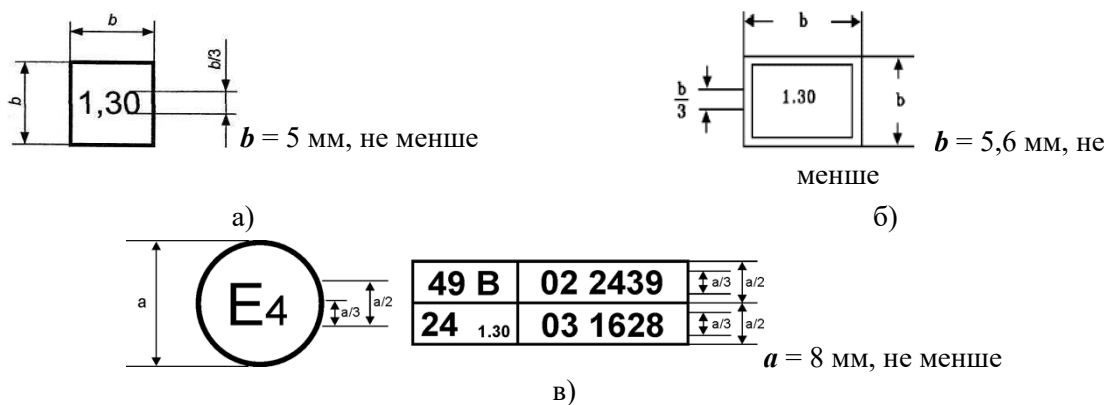 b
b
b/3
1,30
b = 5 мм, не менше
а)
b
b
b
3
1.30
b = 5,6 мм, не
менше
б)
a
E4
a/3
a/2
49 B 02 2439
a/3
a/2
24 1.30 03 1628
a/3
a/2
a = 8 мм, не менше
в)